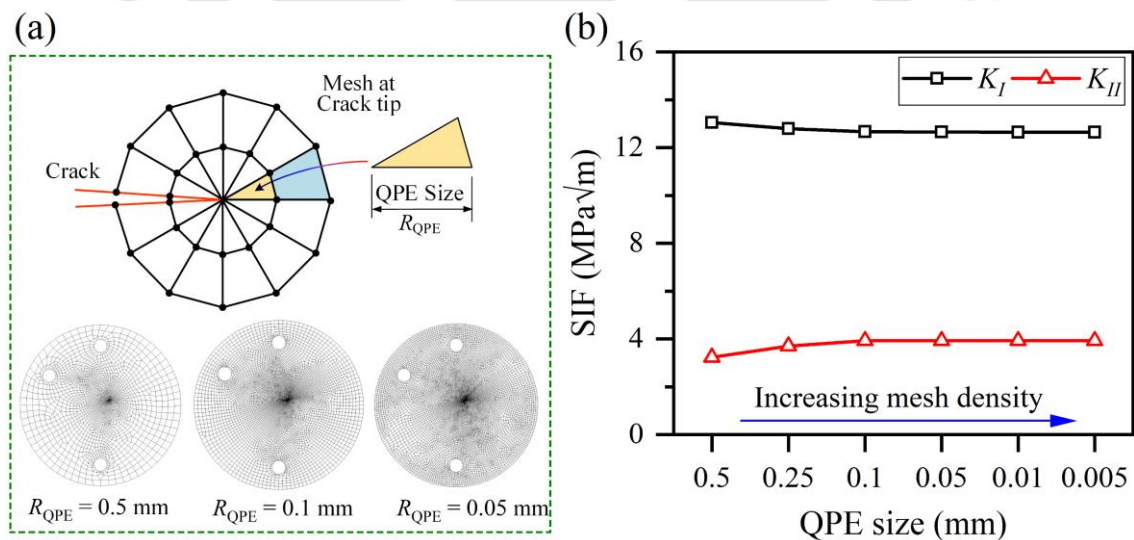 (a)
Mesh at
Crack tip
Crack
QPE Size
R_QPE
R_QPE = 0.5 mm
R_QPE = 0.1 mm
R_QPE = 0.05 mm
(b)
16
12
8
4
0
SIF (MPa√m)
K_I
K_II
Increasing mesh density
0.5
0.25
0.1
0.05
0.01
0.005
QPE size (mm)